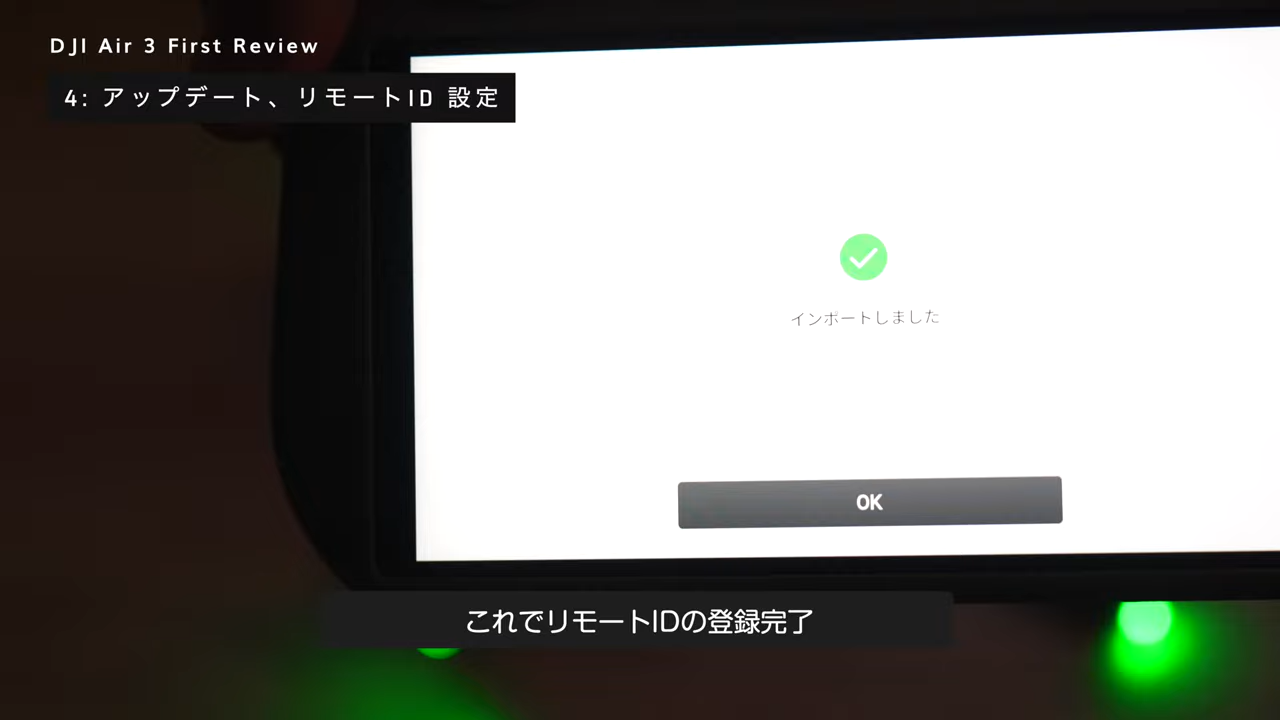 DJI Air 3 First Review
4: アップデート、リモートID 設定
インポートしました
OK
これでリモートIDの登録完了